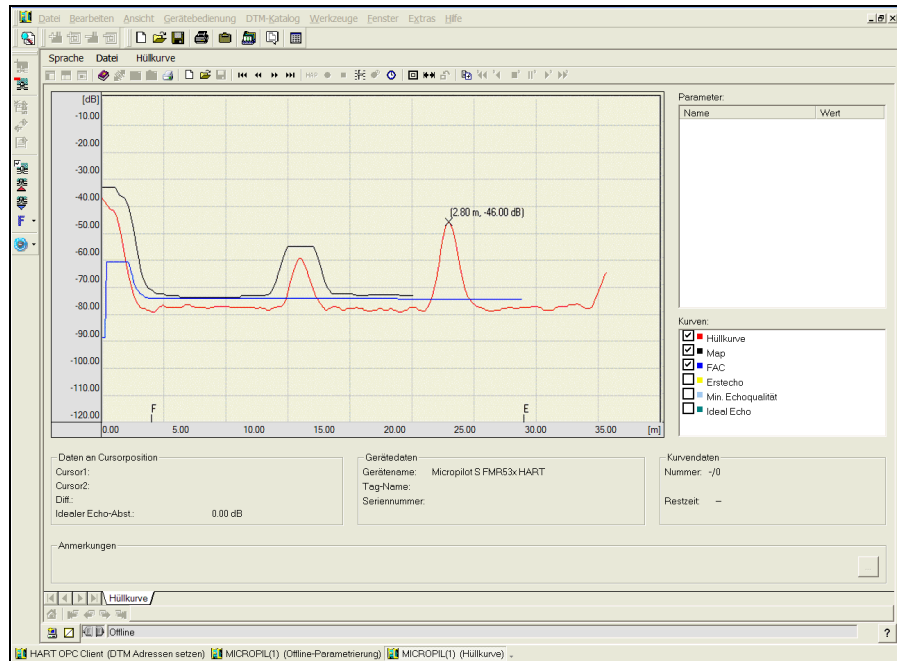 Datei Bearbeiten Ansicht Gerätebedienung DTM-Katalog Werkzeuge Fenster Extras Hilfe
Sprache Datei Hüllkurve
[dB]
-10.00
-20.00
-30.00
-40.00
-50.00
-60.00
-70.00
-80.00
-90.00
-100.00
-110.00
-120.00
(2.80 m, -46.00 dB)
F
E
0.00 5.00 10.00 15.00 20.00 25.00 30.00 35.00 [m]
Parameter:
Name Wert
Kurven:
Hüllkurve
Map
FAC
Erstecho
Min. Echoqualität
Ideal Echo
F
Daten an Cursorposition
Cursor1:
Cursor2:
Diff.:
Idealer Echo-Abst.: 0.00 dB
Gerätedaten
Gerätename: Micropilot S FMR53x HART
Tag-Name:
Seriennummer:
Kurvendaten
Nummer: -/0
Restzeit: --
Anmerkungen
...
Hüllkurve
Offline
?
HART OPC Client (DTM Adressen setzen) MICROPIL(1) (Offline-Parametrierung) MICROPIL(1) (Hüllkurve)